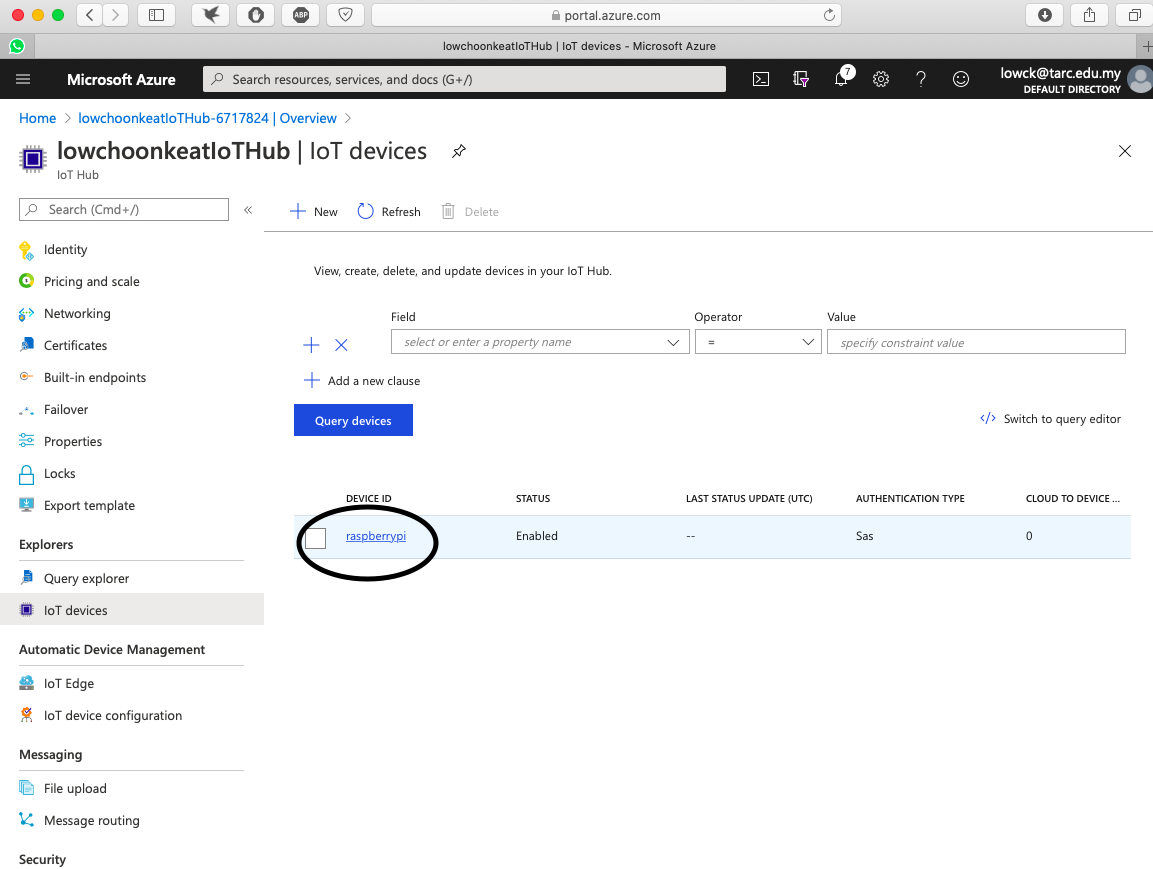 ABP
portal.azure.com
lowchoonkeatIoTHub | IoT devices - Microsoft Azure
Microsoft Azure
Search resources, services, and docs (G+/)
7
lowck@tarc.edu.my
DEFAULT DIRECTORY
Home > lowchoonkeatIoTHub-6717824 | Overview >
lowchoonkeatIoTHub | IoT devices
IoT Hub
Search (Cmd+/)
«
New
Refresh
Delete
Identity
Pricing and scale
Networking
Certificates
Built-in endpoints
Failover
Properties
Locks
Export template
Explorers
Query explorer
IoT devices
Automatic Device Management
IoT Edge
IoT device configuration
Messaging
File upload
Message routing
Security
View, create, delete, and update devices in your IoT Hub.
Field Operator Value
select or enter a property name = specify constraint value
Add a new clause
Query devices
</> Switch to query editor
DEVICE ID STATUS LAST STATUS UPDATE (UTC) AUTHENTICATION TYPE CLOUD TO DEVICE ...
raspberrypi Enabled -- Sas 0